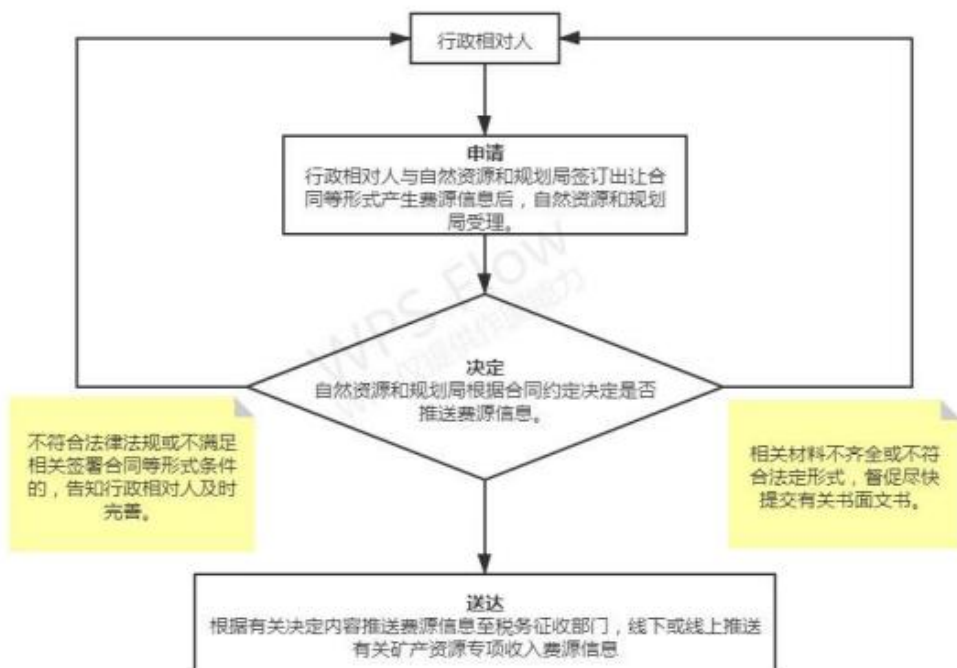 行政相对人
申请
行政相对人与自然资源和规划局签订出让合
同等形式产生费源信息后，自然资源和规划
局受理。
WPS Flow
决定
自然资源和规划局根据合同约定决定是否
推送费源信息。
不符合法律法规或不满足
相关签署合同等形式条件
的，告知行政相对人及时
完善。
相关材料不齐全或不符
合法定形式，督促尽快
提交有关书面文书。
送达
根据有关决定内容推送费源信息至税务征收部门，线下或线上推送
有关矿产资源专项收入费源信息